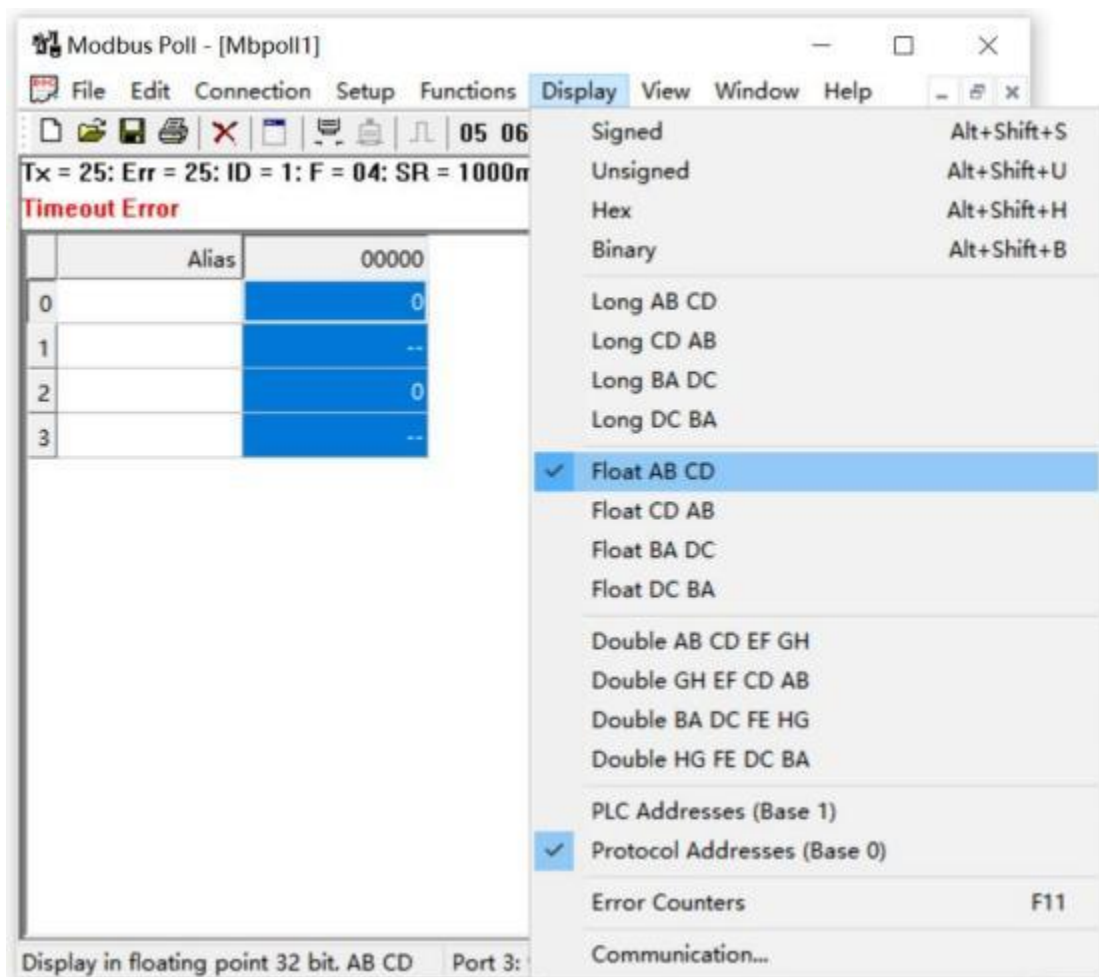 Modbus Poll - [Mbpoll1]
File Edit Connection Setup Functions Display View Window Help
05 06
Tx = 25: Err = 25: ID = 1: F = 04: SR = 1000m
Timeout Error
Alias 00000
0 0
1 --
2 0
3 --
Signed Alt+Shift+S
Unsigned Alt+Shift+U
Hex Alt+Shift+H
Binary Alt+Shift+B
Long AB CD
Long CD AB
Long BA DC
Long DC BA
Float AB CD
Float CD AB
Float BA DC
Float DC BA
Double AB CD EF GH
Double GH EF CD AB
Double BA DC FE HG
Double HG FE DC BA
PLC Addresses (Base 1)
Protocol Addresses (Base 0)
Error Counters F11
Communication...
Display in floating point 32 bit. AB CD Port 3: